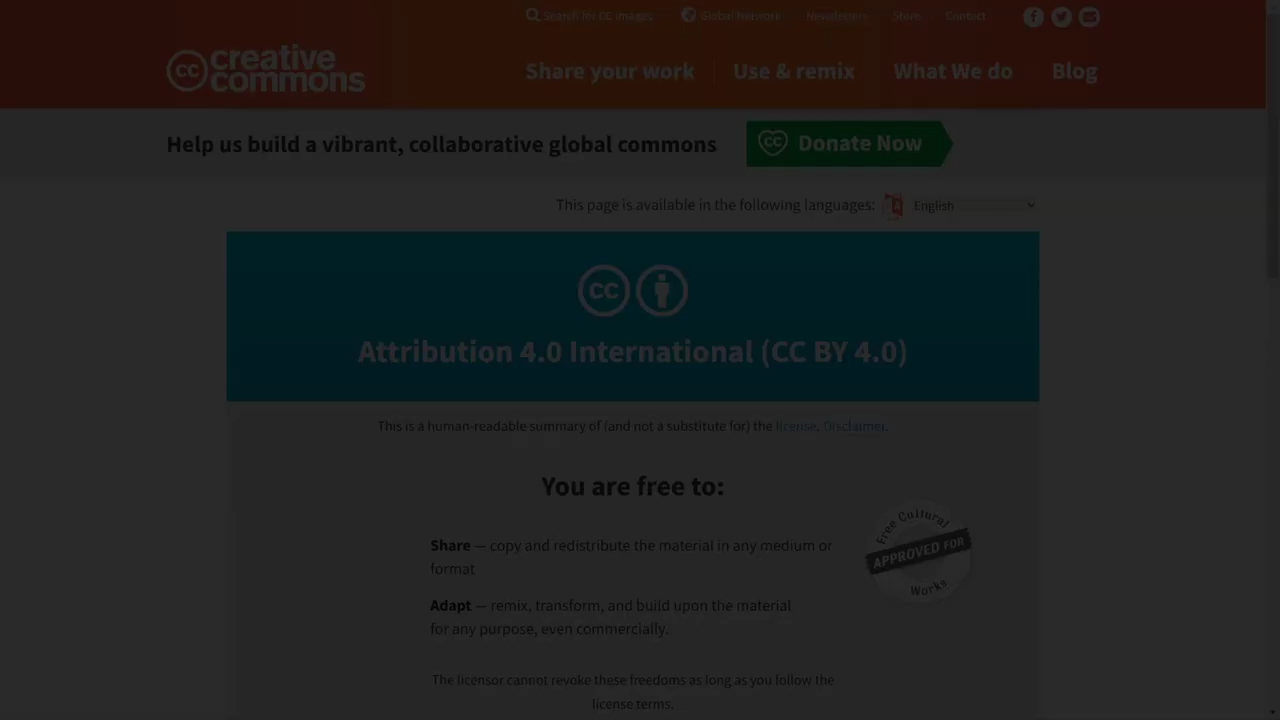 Search for CC images Global Network Newsletters Store Contact
creative
commons
cc
Share your work Use & remix What We do Blog
Help us build a vibrant, collaborative global commons
cc Donate Now
This page is available in the following languages: English
cc
Attribution 4.0 International (CC BY 4.0)
This is a human-readable summary of (and not a substitute for) the license. Disclaimer.
You are free to:
Share — copy and redistribute the material in any medium or
format
Adapt — remix, transform, and build upon the material
for any purpose, even commercially.
Free Cultural
APPROVED FOR
Works
The licensor cannot revoke these freedoms as long as you follow the
license terms.